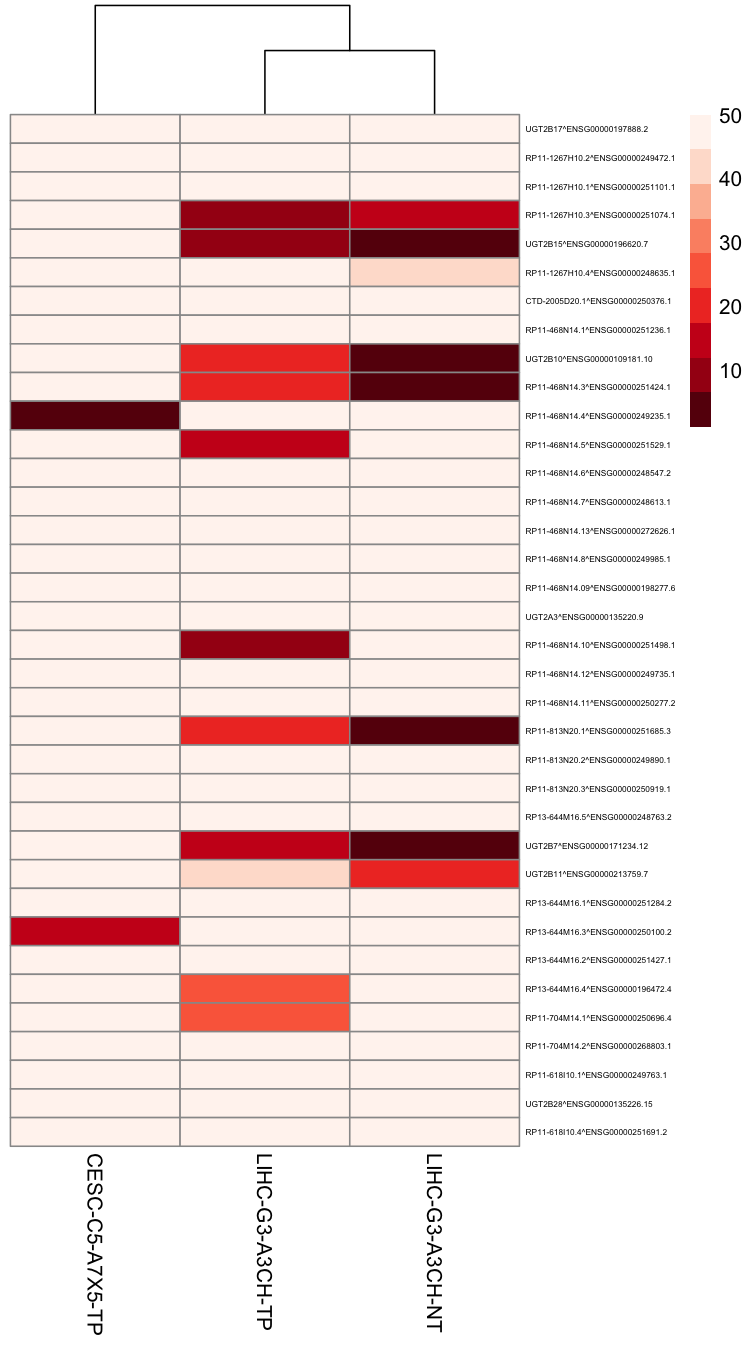 50
40
30
20
10
UGT2B17^ENSG00000197888.2
RP11-1267H10.2^ENSG00000249472.1
RP11-1267H10.1^ENSG00000251101.1
RP11-1267H10.3^ENSG00000251074.1
UGT2B15^ENSG00000196620.7
RP11-1267H10.4^ENSG00000248635.1
CTD-2005D20.1^ENSG00000250376.1
RP11-468N14.1^ENSG00000251236.1
UGT2B10^ENSG00000109181.10
RP11-468N14.3^ENSG00000251424.1
RP11-468N14.4^ENSG00000249235.1
RP11-468N14.5^ENSG00000251529.1
RP11-468N14.6^ENSG00000248547.2
RP11-468N14.7^ENSG00000248613.1
RP11-468N14.13^ENSG00000272626.1
RP11-468N14.8^ENSG00000249985.1
RP11-468N14.09^ENSG00000198277.6
UGT2A3^ENSG00000135220.9
RP11-468N14.10^ENSG00000251498.1
RP11-468N14.12^ENSG00000249735.1
RP11-468N14.11^ENSG00000250277.2
RP11-813N20.1^ENSG00000251685.3
RP11-813N20.2^ENSG00000249890.1
RP11-813N20.3^ENSG00000250919.1
RP13-644M16.5^ENSG00000248763.2
UGT2B7^ENSG00000171234.12
UGT2B11^ENSG00000213759.7
RP13-644M16.1^ENSG00000251284.2
RP13-644M16.3^ENSG00000250100.2
RP13-644M16.2^ENSG00000251427.1
RP13-644M16.4^ENSG00000196472.4
RP11-704M14.1^ENSG00000250696.4
RP11-704M14.2^ENSG00000268803.1
RP11-618I10.1^ENSG00000249763.1
UGT2B28^ENSG00000135226.15
RP11-618I10.4^ENSG00000251691.2
CESC-C5-A7X5-TP
LIHC-G3-A3CH-TP
LIHC-G3-A3CH-NT